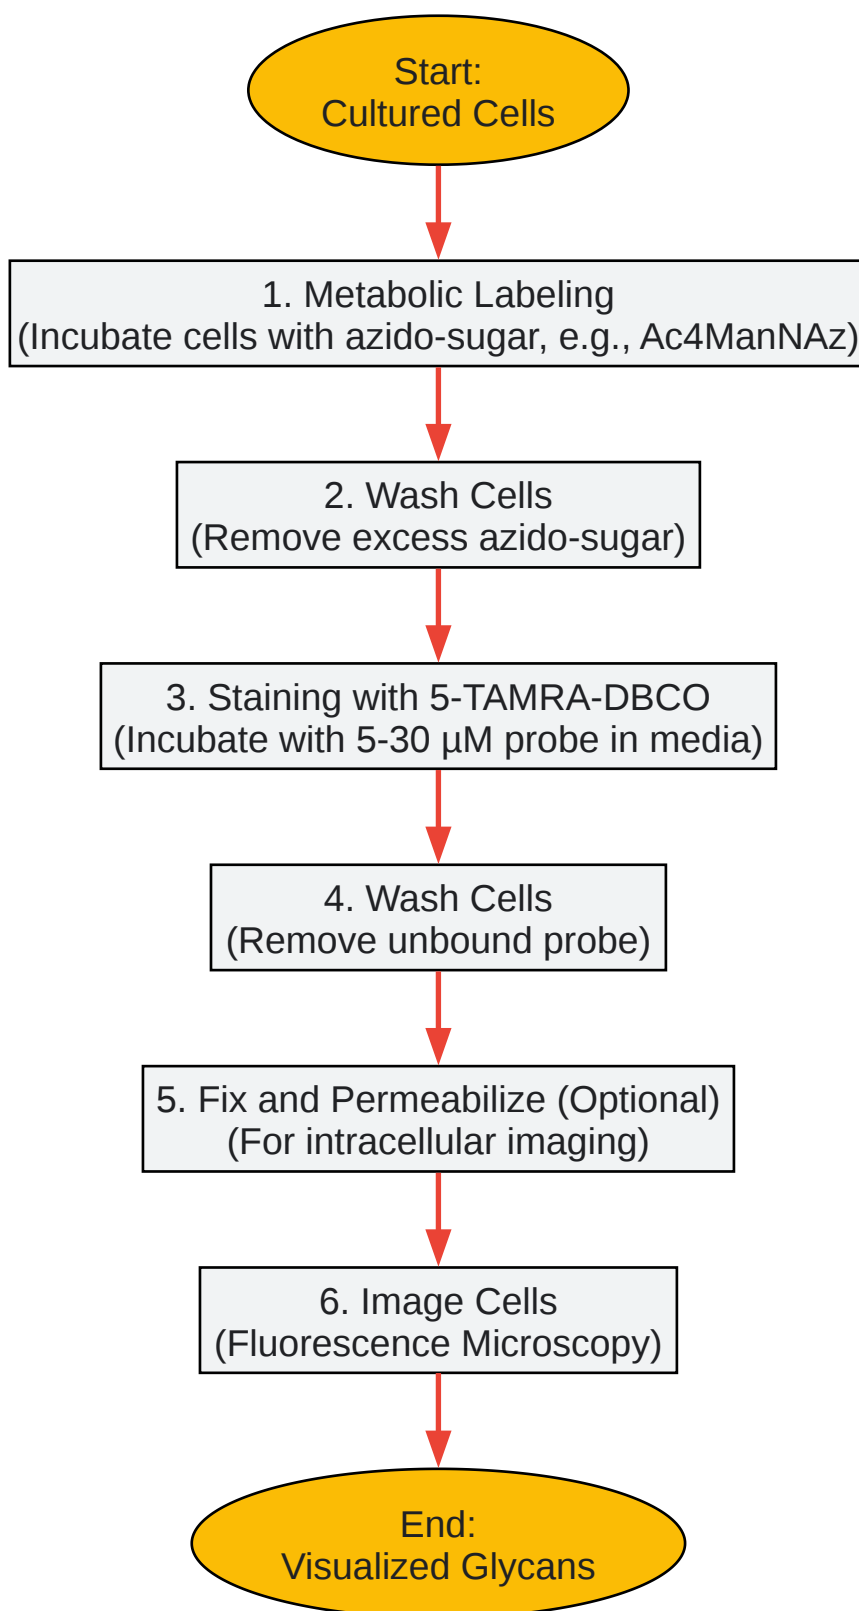 Start:
Cultured Cells
1. Metabolic Labeling
(Incubate cells with azido-sugar, e.g., Ac4ManNAz)
2. Wash Cells
(Remove excess azido-sugar)
3. Staining with 5-TAMRA-DBCO
(Incubate with 5-30 µM probe in media)
4. Wash Cells
(Remove unbound probe)
5. Fix and Permeabilize (Optional)
(For intracellular imaging)
6. Image Cells
(Fluorescence Microscopy)
End:
Visualized Glycans